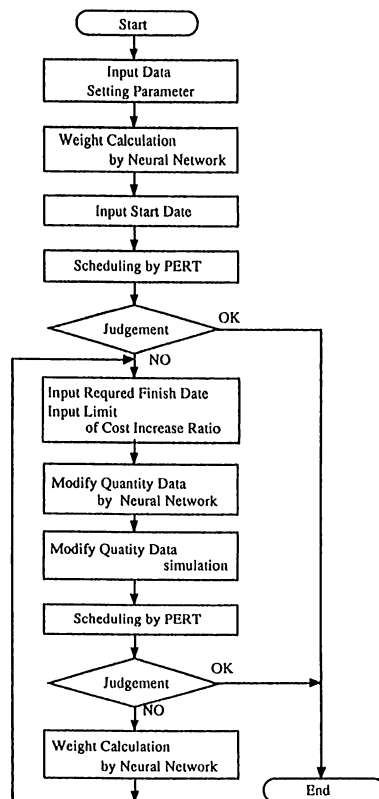 Start
Input Data
Setting Parameter
Weight Calculation
by Neural Network
Input Start Date
Scheduling by PERT
Judgement
OK
NO
Input Requred Finish Date
Input Limit
of Cost Increase Ratio
Modify Quantity Data
by Neural Network
Modify Quatity Data
simulation
Scheduling by PERT
Judgement
OK
NO
Weight Calculation
by Neural Network
End